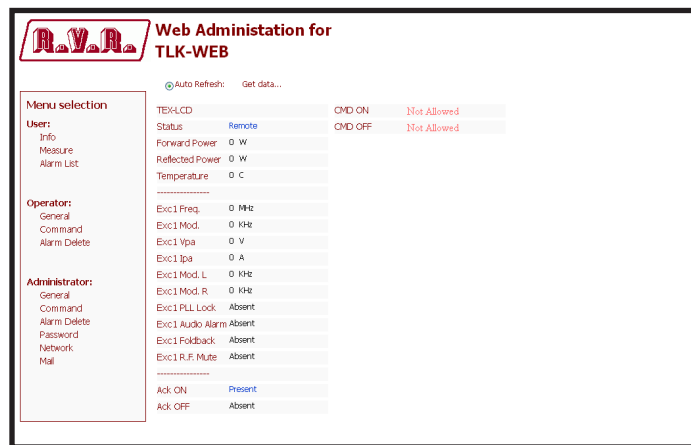 R.V.R.
Web Administation for
TLK-WEB
Auto Refresh: Get data...
Menu selection
User:
Info
Measure
Alarm List
Operator:
General
Command
Alarm Delete
Administrator:
General
Command
Alarm Delete
Password
Network
Mail
TEX-LCD
Status Remote
Forward Power 0 W
Reflected Power 0 W
Temperature 0 C
----------------
Exc1 Freq. 0 MHz
Exc1 Mod. 0 KHz
Exc1 Vpa 0 V
Exc1 Ipa 0 A
Exc1 Mod. L 0 KHz
Exc1 Mod. R 0 KHz
Exc1 PLL Lock Absent
Exc1 Audio Alarm Absent
Exc1 Foldback Absent
Exc1 R.F. Mute Absent
----------------
Ack ON Present
Ack OFF Absent
CMD ON Not Allowed
CMD OFF Not Allowed